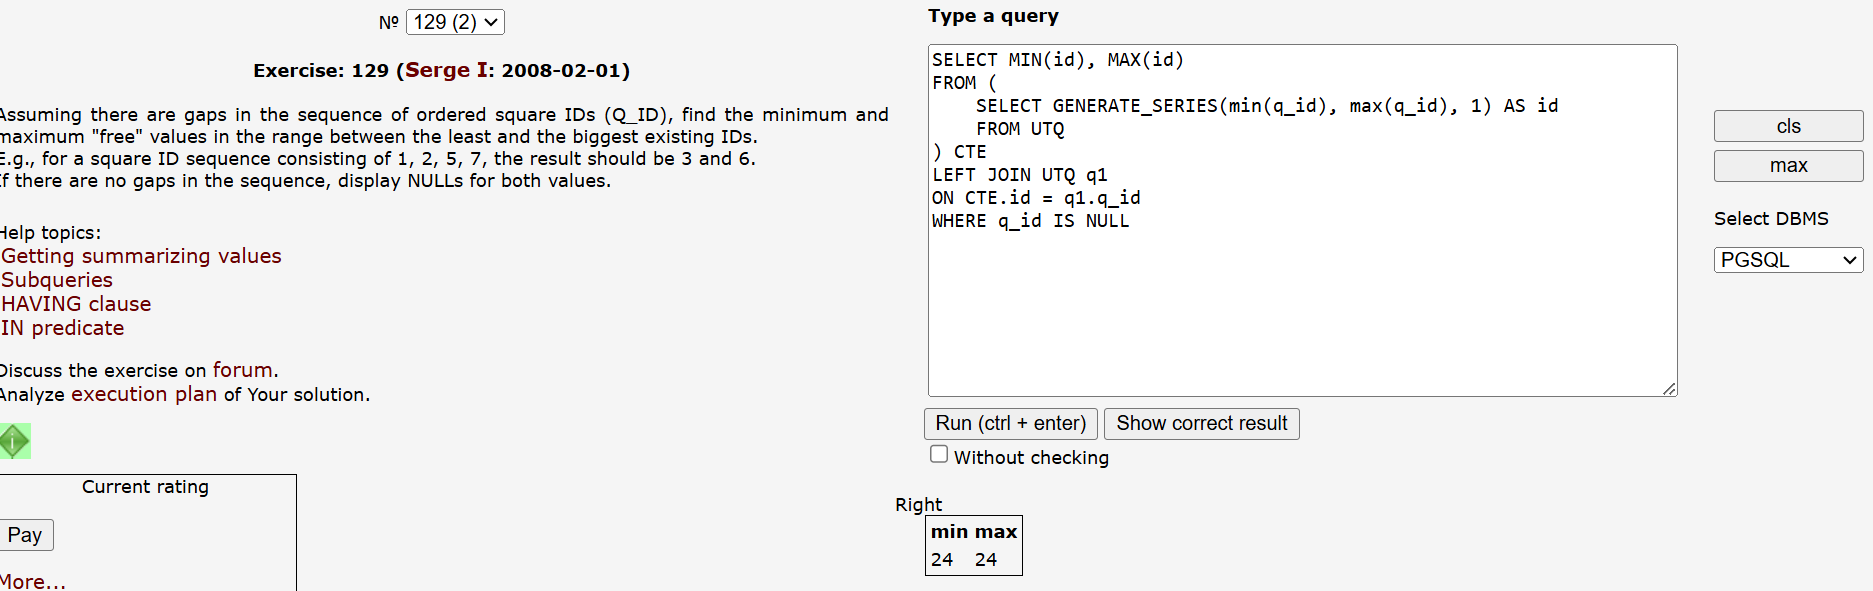 № 129 (2)
Exercise: 129 (Serge I: 2008-02-01)
Assuming there are gaps in the sequence of ordered square IDs (Q_ID), find the minimum and
maximum "free" values in the range between the least and the biggest existing IDs.
E.g., for a square ID sequence consisting of 1, 2, 5, 7, the result should be 3 and 6.
If there are no gaps in the sequence, display NULLs for both values.
Help topics:
Getting summarizing values
Subqueries
HAVING clause
IN predicate
Discuss the exercise on forum.
Analyze execution plan of Your solution.
Current rating
Pay
More...
Type a query
SELECT MIN(id), MAX(id)
FROM (
    SELECT GENERATE_SERIES(min(q_id), max(q_id), 1) AS id
    FROM UTQ
) CTE
LEFT JOIN UTQ q1
ON CTE.id = q1.q_id
WHERE q_id IS NULL
Run (ctrl + enter) Show correct result
Without checking
Right
min max
24 24
cls
max
Select DBMS
PGSQL